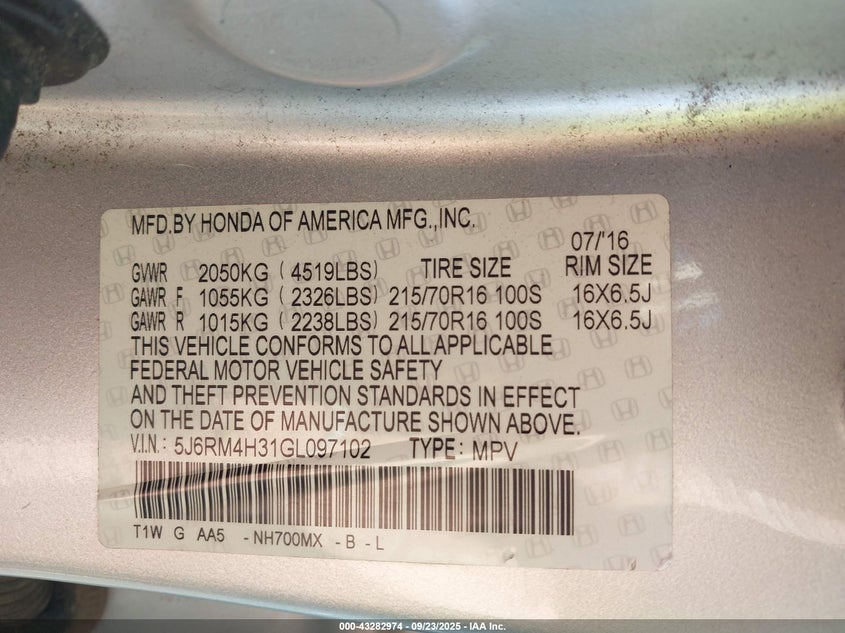 MFD.BY HONDA OF AMERICA MFG.,INC.
07/'16
GVWR 2050KG ( 4519LBS) TIRE SIZE RIM SIZE
GAWR F 1055KG ( 2326LBS) 215/70R16 100S 16X6.5J
GAWR R 1015KG ( 2238LBS) 215/70R16 100S 16X6.5J
THIS VEHICLE CONFORMS TO ALL APPLICABLE
FEDERAL MOTOR VEHICLE SAFETY
AND THEFT PREVENTION STANDARDS IN EFFECT
ON THE DATE OF MANUFACTURE SHOWN ABOVE.
V.I.N.: 5J6RM4H31GL097102 TYPE: MPV
T1W G AA5 -NH700MX -B -L
000-43282974 - 09/23/2025 - IAA Inc.